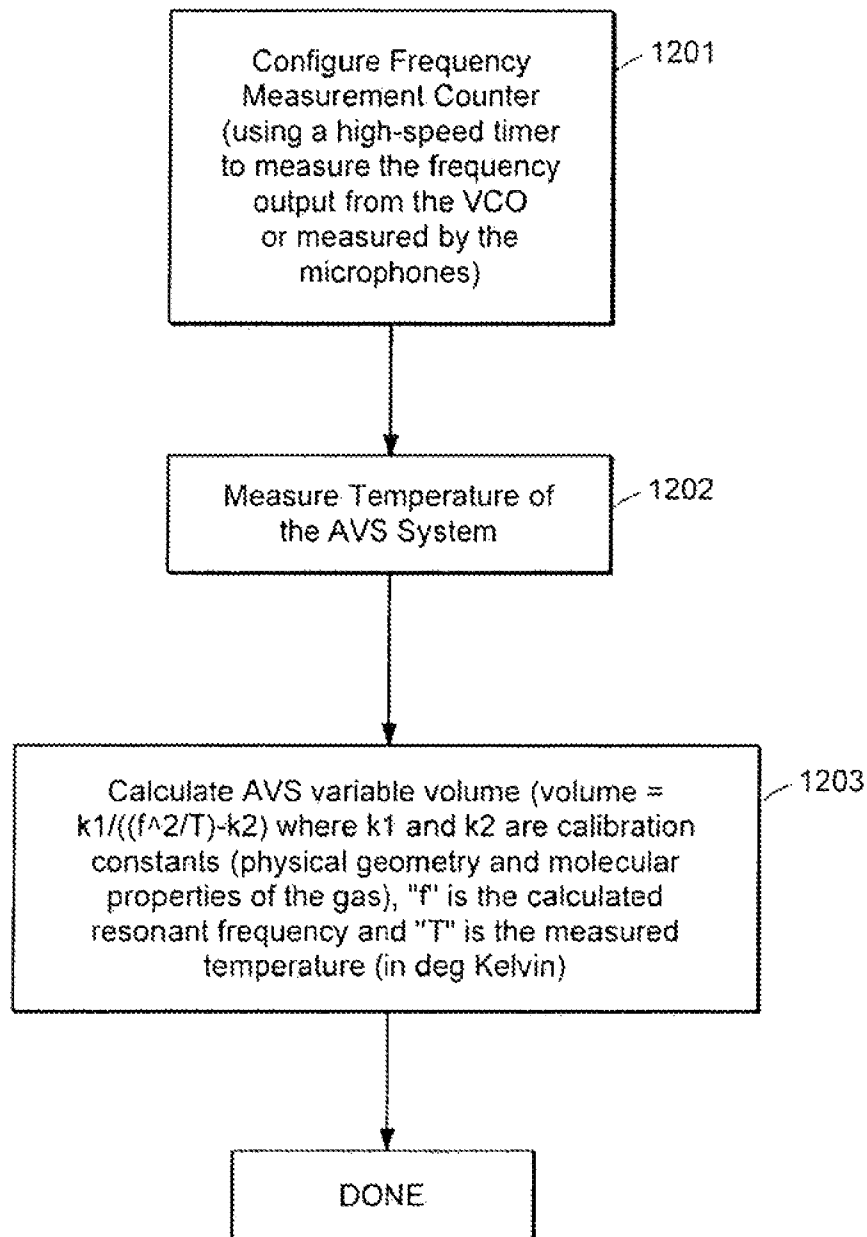 Configure Frequency
Measurement Counter
(using a high-speed timer
to measure the frequency
output from the VCO
or measured by the
microphones)
1201
Measure Temperature of
the AVS System
1202
Calculate AVS variable volume (volume =
k1/((f^2/T)-k2) where k1 and k2 are calibration
constants (physical geometry and molecular
properties of the gas), "f" is the calculated
resonant frequency and "T" is the measured
temperature (in deg Kelvin)
1203
DONE